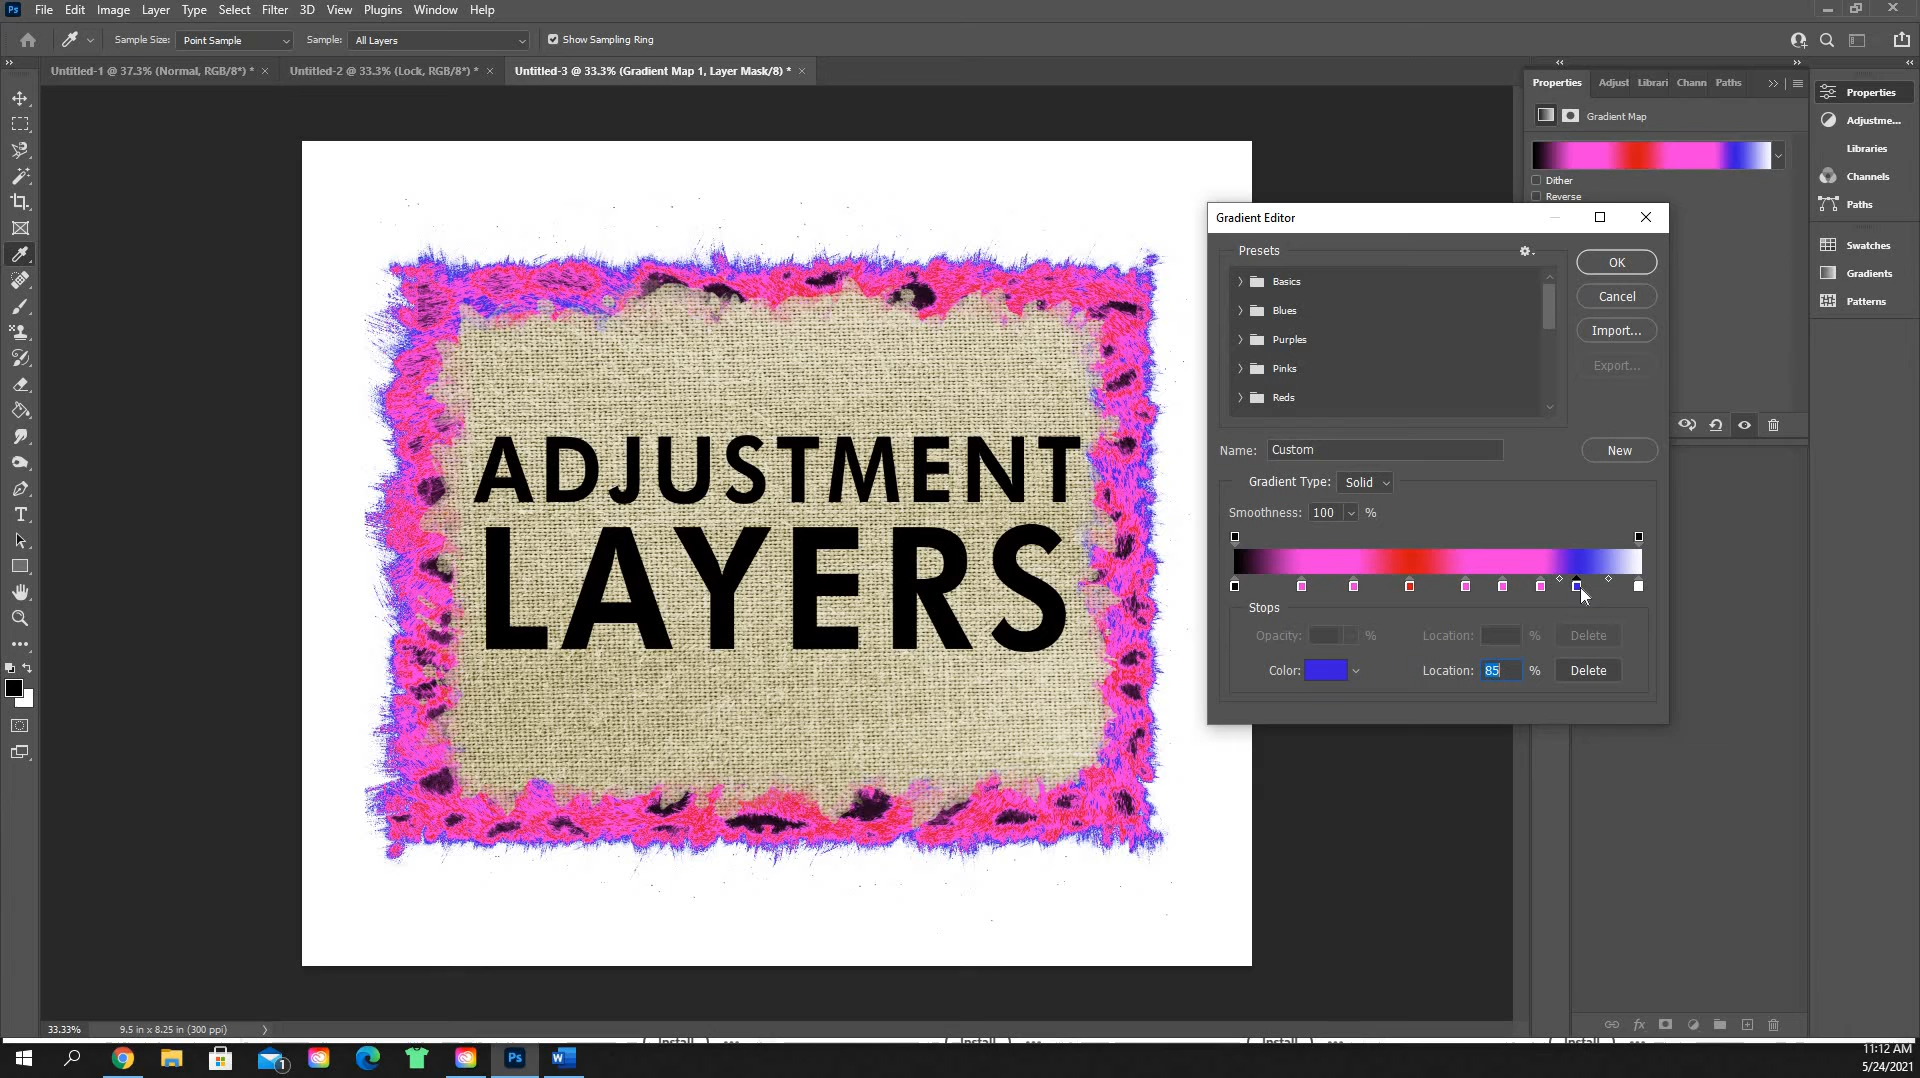 Ps File Edit Image Layer Type Select Filter 3D View Plugins Window Help
Sample Size: Point Sample Sample: All Layers Show Sampling Ring
Untitled-1 @ 37.3% (Normal, RGB/8*) * Untitled-2 @ 33.3% (Lock, RGB/8*) * Untitled-3 @ 33.3% (Gradient Map 1, Layer Mask/8) *
Properties Adjust Librari Chann Paths
Gradient Map
Dither
Reverse
Properties
Adjustme...
Libraries
Channels
Paths
Swatches
Gradients
Patterns
Gradient Editor
Presets
Basics
Blues
Purples
Pinks
Reds
OK
Cancel
Import...
Export...
Name: Custom New
Gradient Type: Solid
Smoothness: 100 %
Stops
Opacity: % Location: % Delete
Color: Location: 85 % Delete
ADJUSTMENT
LAYERS
T
fx
33.33% 9.5 in x 8.25 in (300 ppi)
Install Install Install Install
1 Ps W
11:12 AM
5/24/2021